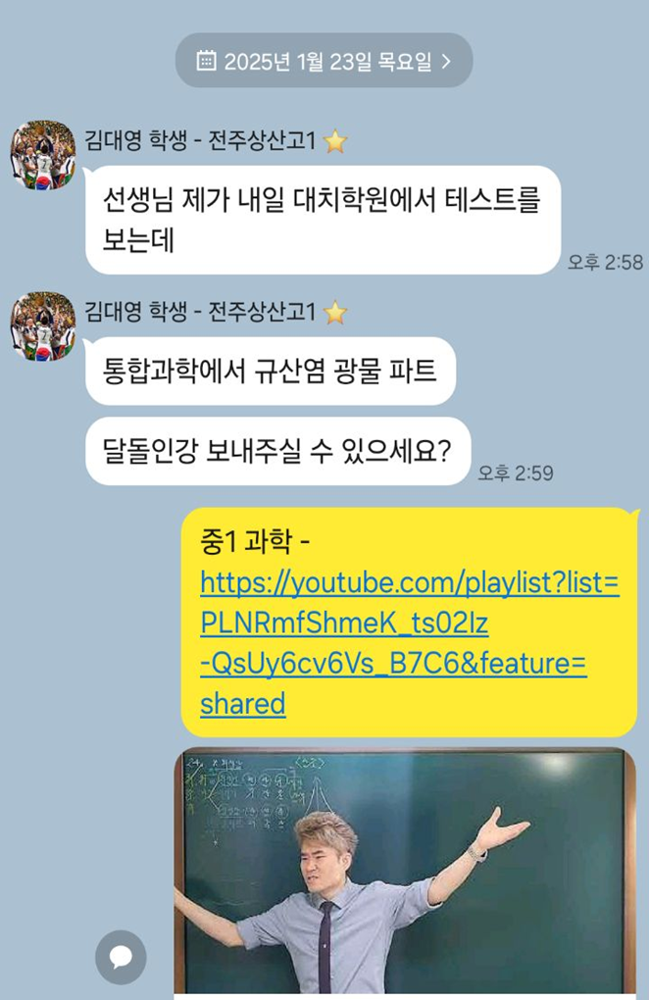 2025년 1월 23일 목요일
김대영 학생 - 전주상산고1
선생님 제가 내일 대치학원에서 테스트를
보는데
오후 2:58
김대영 학생 - 전주상산고1
통합과학에서 규산염 광물 파트
달돌인강 보내주실 수 있으세요?
오후 2:59
중1 과학 -
https://youtube.com/playlist?list=
PLNRmfShmeK_ts02Iz
-QsUy6cv6Vs_B7C6&feature=
shared